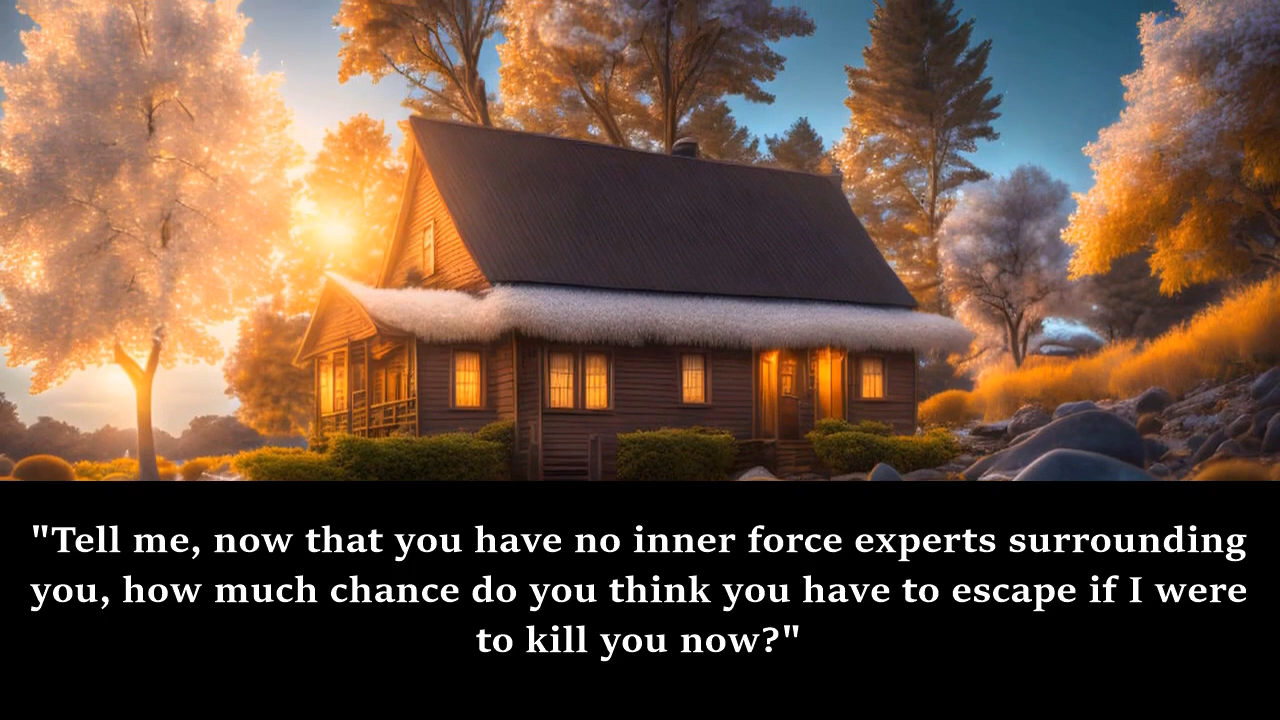 "Tell me, now that you have no inner force experts surrounding
you, how much chance do you think you have to escape if I were
to kill you now?"